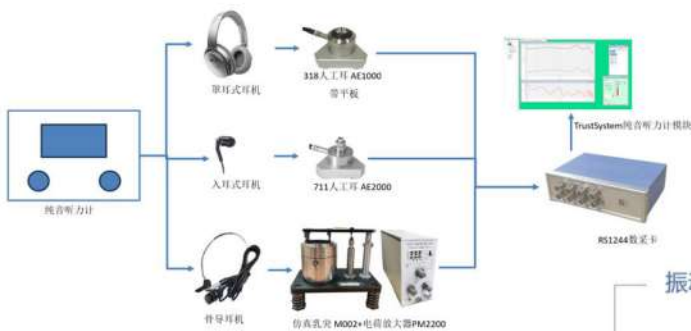 罩耳式耳机
318人工耳 AE1000
带平板
TrustSystem纯音听力计模块
入耳式耳机
711人工耳 AE2000
纯音听力计
RS1244数采卡
骨导耳机
仿真乳突 M002+电荷放大器PM2200